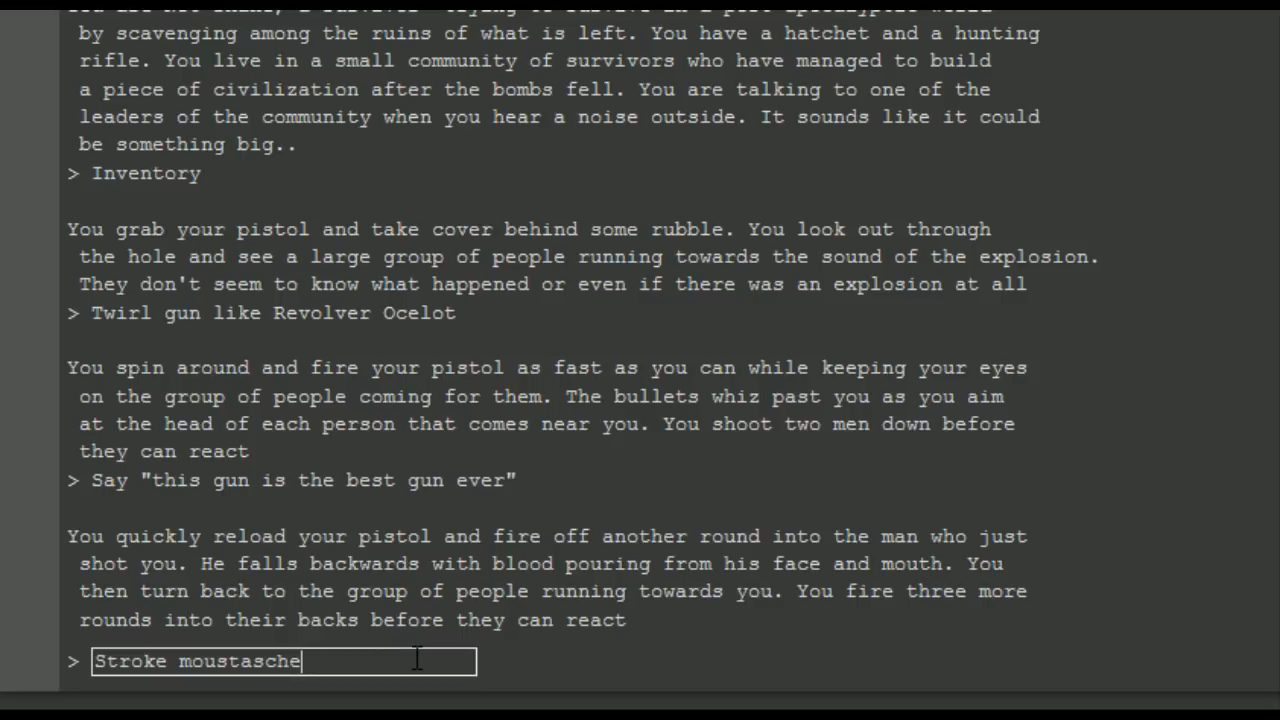 by scavenging among the ruins of what is left. You have a hatchet and a hunting
rifle. You live in a small community of survivors who have managed to build
a piece of civilization after the bombs fell. You are talking to one of the
leaders of the community when you hear a noise outside. It sounds like it could
be something big..
> Inventory
You grab your pistol and take cover behind some rubble. You look out through
the hole and see a large group of people running towards the sound of the explosion.
They don't seem to know what happened or even if there was an explosion at all
> Twirl gun like Revolver Ocelot
You spin around and fire your pistol as fast as you can while keeping your eyes
on the group of people coming for them. The bullets whiz past you as you aim
at the head of each person that comes near you. You shoot two men down before
they can react
> Say "this gun is the best gun ever"
You quickly reload your pistol and fire off another round into the man who just
shot you. He falls backwards with blood pouring from his face and mouth. You
then turn back to the group of people running towards you. You fire three more
rounds into their backs before they can react
> Stroke moustasche